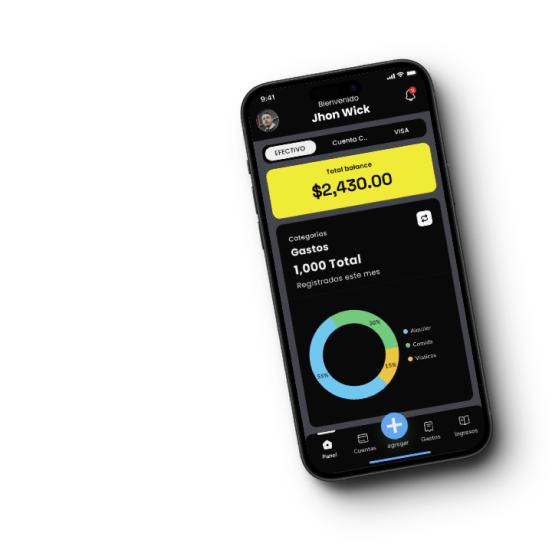 9:41
Bienvenido
Jhon Wick
EFECTIVO
Cuenta C..
VISA
Total balance
$2,430.00
Categorías
Gastos
1,000 Total
Registrados este mes
30%
15%
55%
Alquiler
Comida
Viaticos
Panel
Cuentas
agregar
Gastos
Ingresos